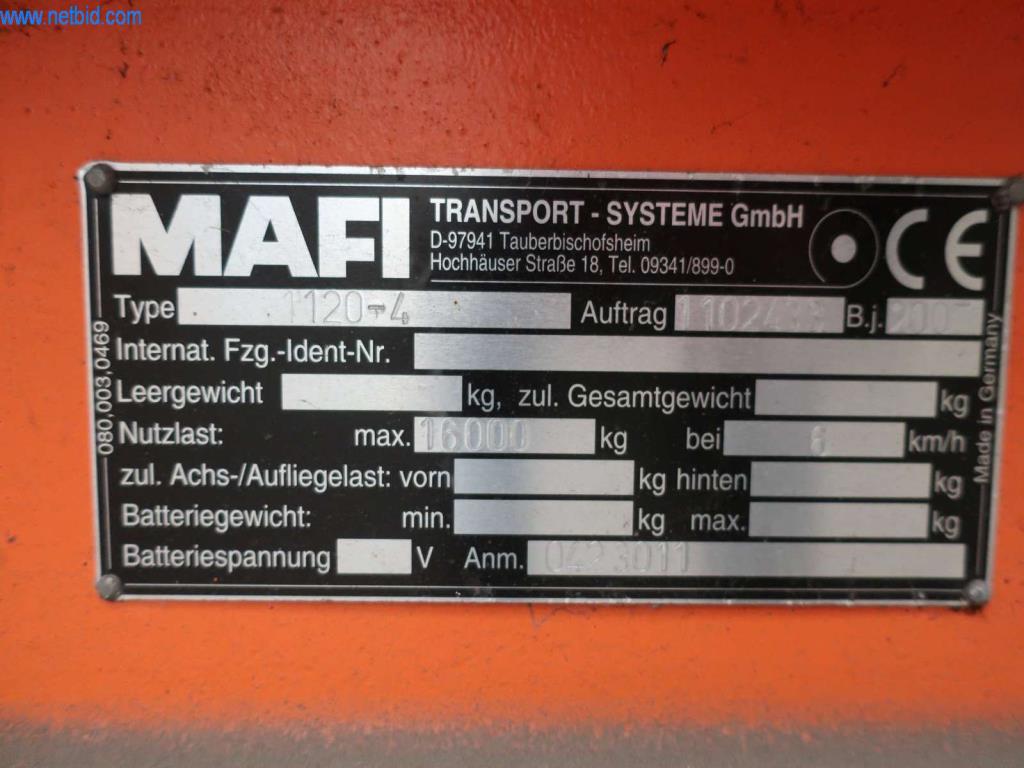 www.netbid.com
MAFI
TRANSPORT - SYSTEME GmbH
D-97941 Tauberbischofsheim
Hochhäuser Straße 18, Tel. 09341/899-0
CE
Type 1120-4 Auftrag B.j.
Internat. Fzg.-Ident-Nr.
Leergewicht kg, zul. Gesamtgewicht kg
Nutzlast: max. 16000 kg bei 6 km/h
zul. Achs-/Aufliegelast: vorn kg hinten kg
Batteriegewicht: min. kg max. kg
Batteriespannung V Anm. 0423011
080,003,0469
Made in Germany